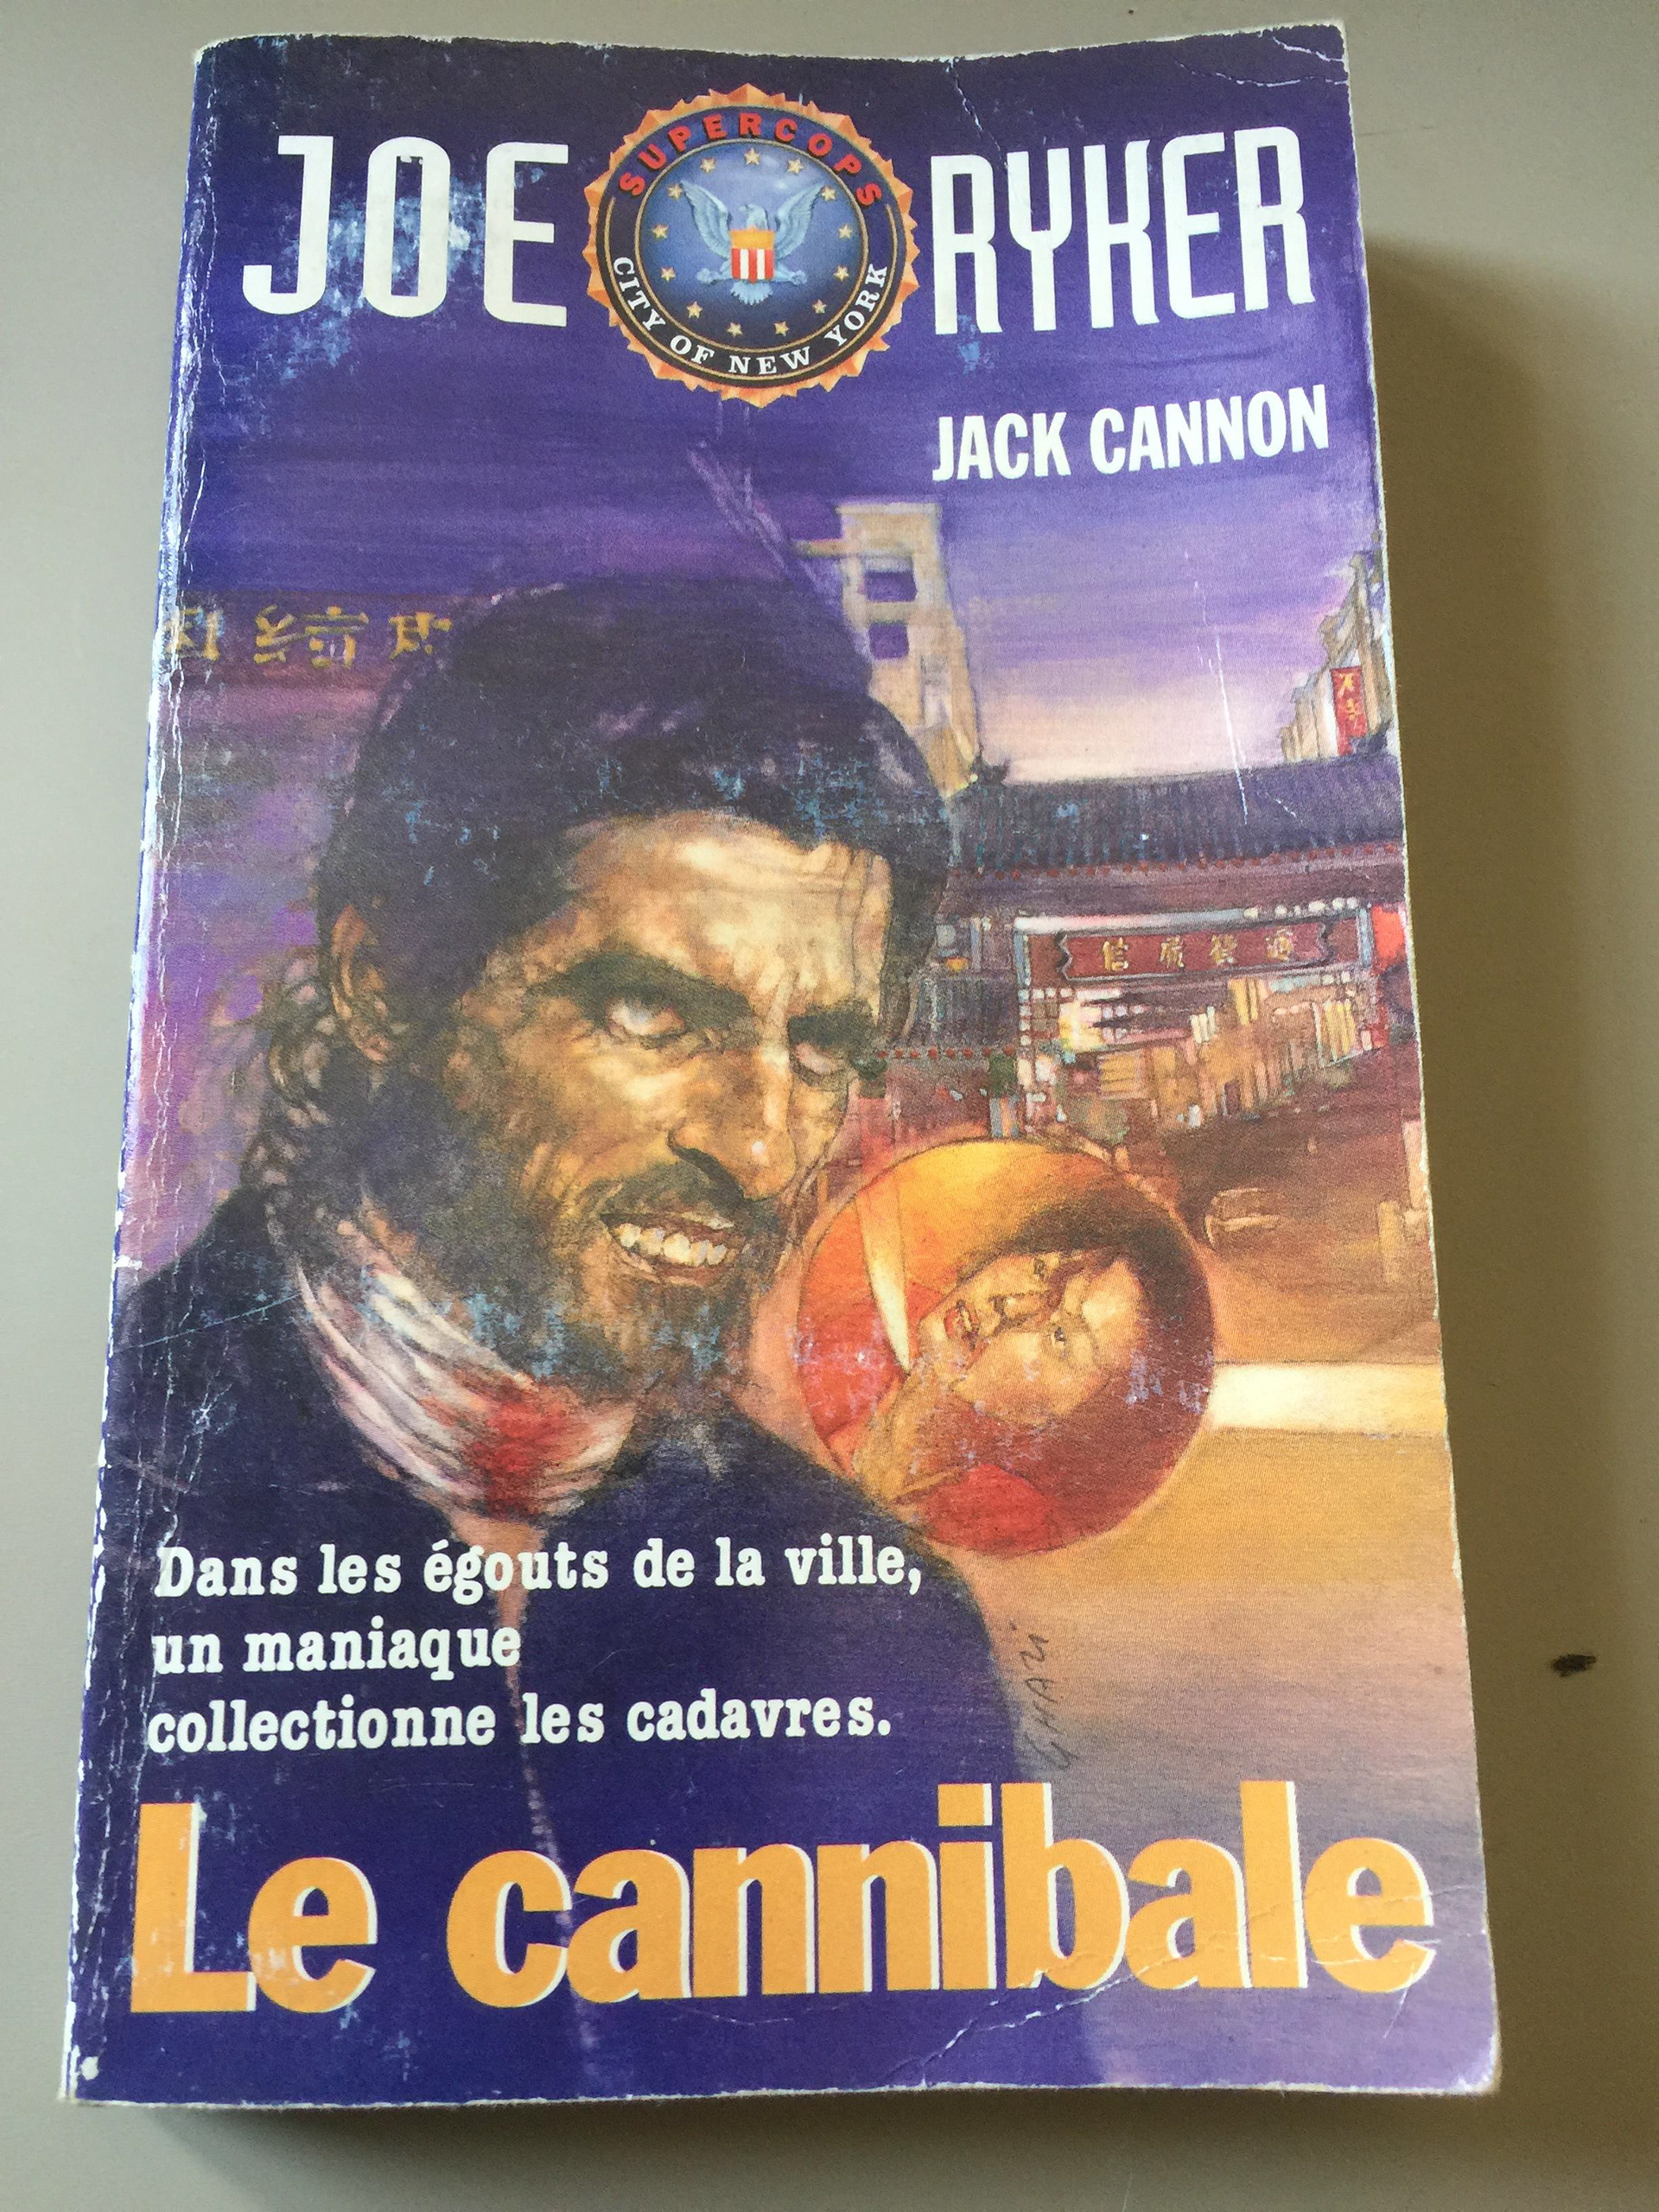 JOE RYKER
SUPERCOPS
CITY OF NEW YORK
JACK CANNON
Dans les égouts de la ville,
un maniaque
collectionne les cadavres.
GHAZI
Le cannibale